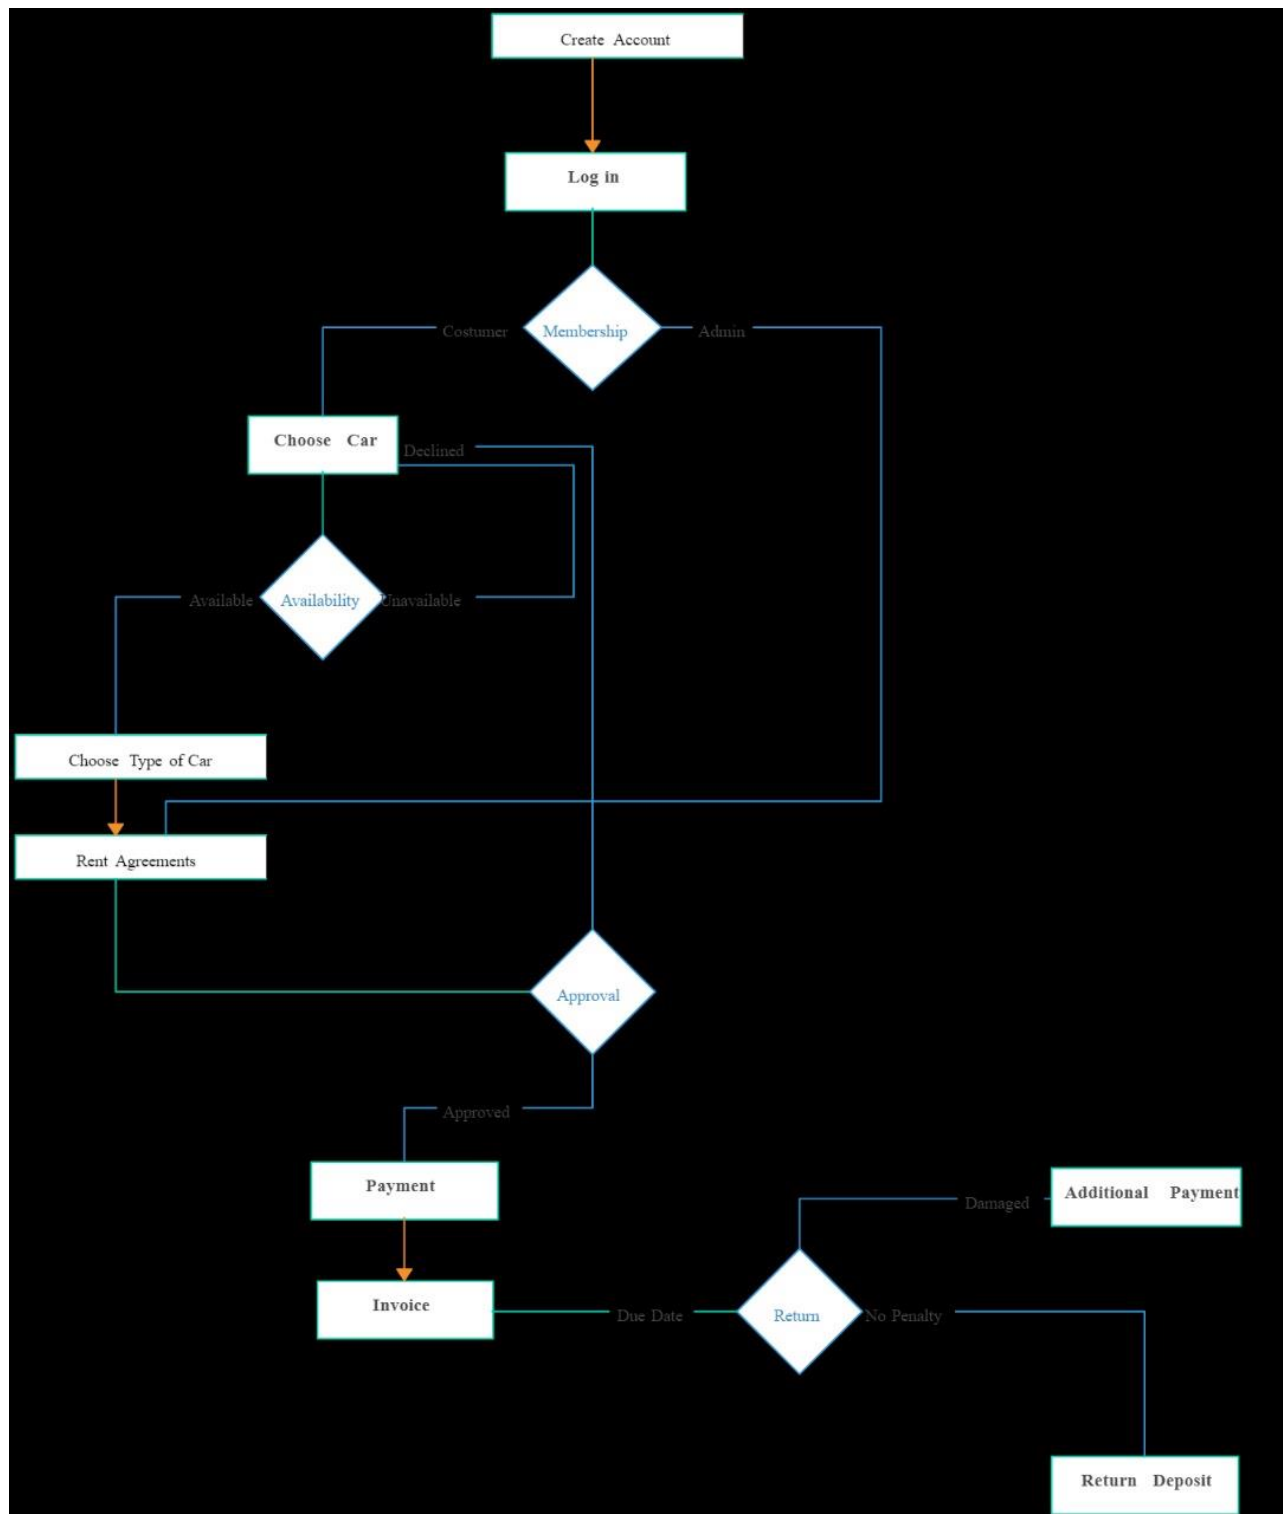 Create Account
Log in
Costumer
Membership
Admin
Choose Car
Declined
Available
Availability
Unavailable
Choose Type of Car
Rent Agreements
Approval
Approved
Payment
Damaged
Additional Payment
Invoice
Due Date
Return
No Penalty
Return Deposit